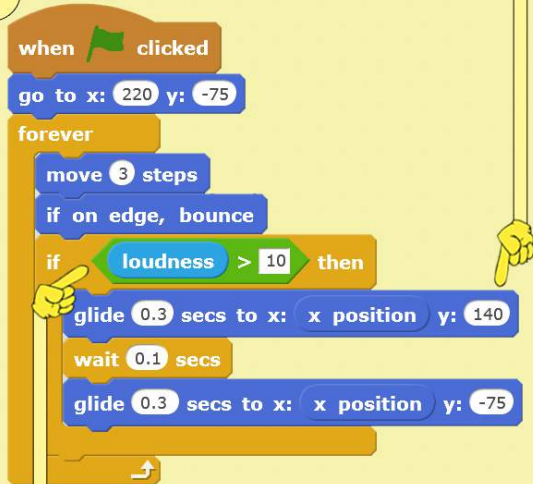 when clicked
go to x: 220 y: -75
forever
move 3 steps
if on edge, bounce
if loudness > 10 then
glide 0.3 secs to x: x position y: 140
wait 0.1 secs
glide 0.3 secs to x: x position y: -75